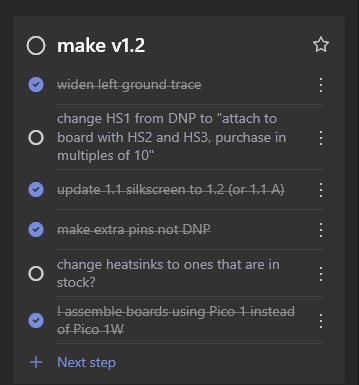 make v1.2
widen left ground trace
change HS1 from DNP to "attach to
board with HS2 and HS3, purchase in
multiples of 10"
update 1.1 silkscreen to 1.2 (or 1.1 A)
make extra pins not DNP
change heatsinks to ones that are in
stock?
! assemble boards using Pico 1 instead
of Pico 1W
Next step